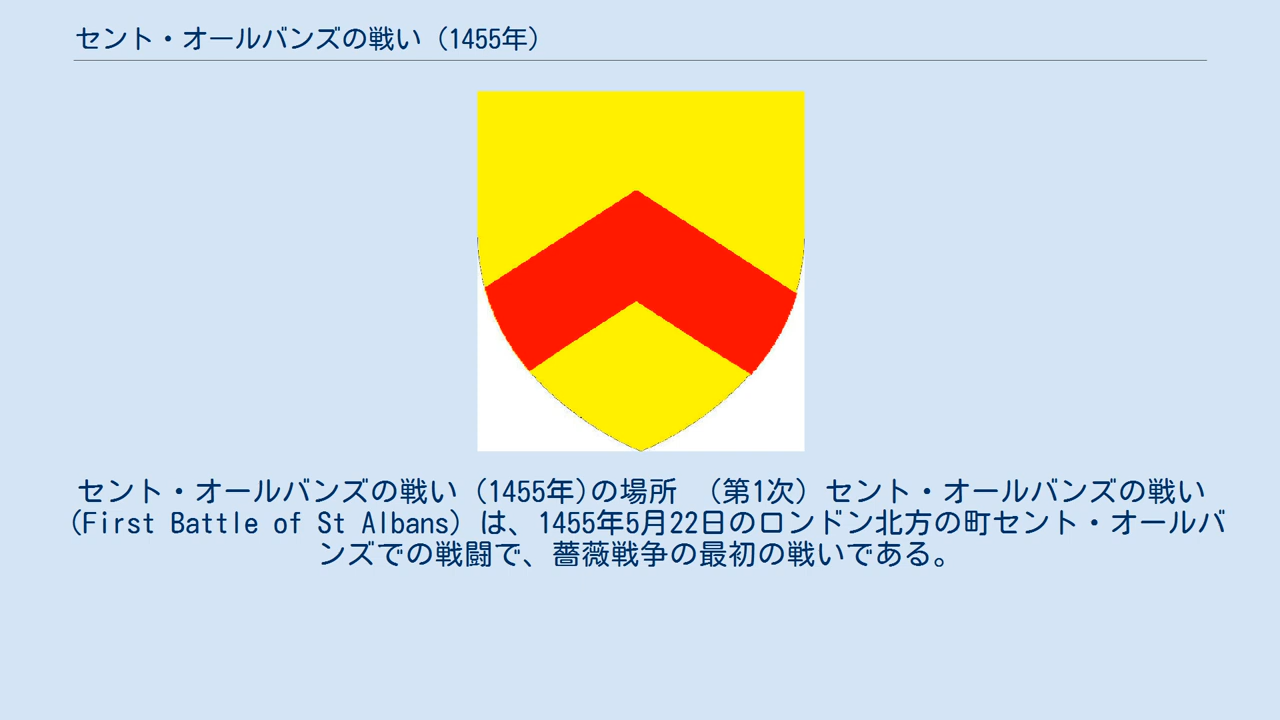 セント・オールバンズの戦い（1455年）
セント・オールバンズの戦い (1455年)の場所　（第1次）セント・オールバンズの戦い
（First Battle of St Albans）は、1455年5月22日のロンドン北方の町セント・オールバ
ンズでの戦闘で、薔薇戦争の最初の戦いである。